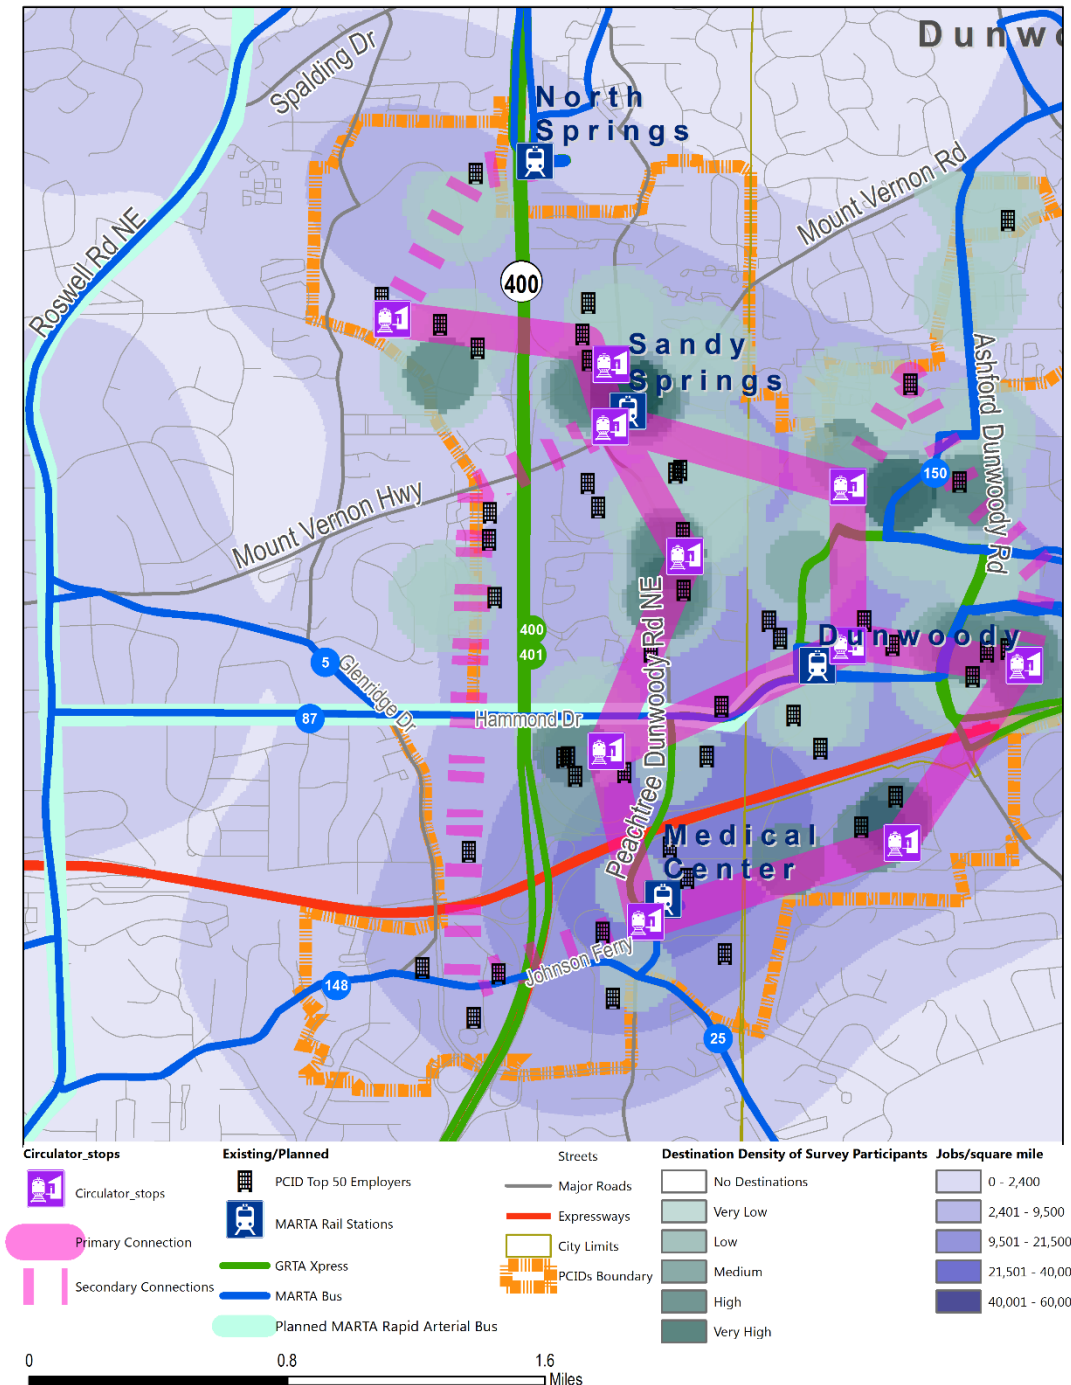 Dunwo
Spalding Dr
North
Springs
Mount Vernon Rd
Roswell Rd NE
400
Sandy
Springs
Ashford Dunwoody Rd
150
Mount Vernon Hwy
400
401
Peachtree Dunwoody Rd NE
Dunwoody
5
Glenridge Dr
87
Hammond Dr
Medical
Center
Johnson Ferry
148
25
Circulator_stops
Circulator_stops
Primary Connection
Secondary Connections
Existing/Planned
PCID Top 50 Employers
MARTA Rail Stations
GRTA Xpress
MARTA Bus
Planned MARTA Rapid Arterial Bus
Streets
Major Roads
Expressways
City Limits
PCIDs Boundary
Destination Density of Survey Participants
No Destinations
Very Low
Low
Medium
High
Very High
Jobs/square mile
0 - 2,400
2,401 - 9,500
9,501 - 21,500
21,501 - 40,00
40,001 - 60,00
0
0.8
1.6
Miles